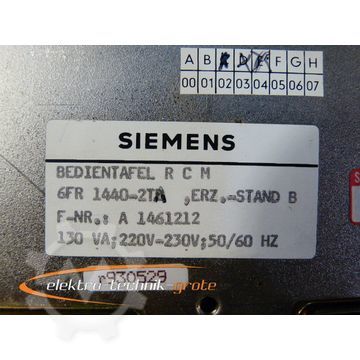 A B C D E F G H
00 01 02 03 04 05 06 07
SIEMENS
BEDIENTAFEL R C M
6FR 1440-2TA ,ERZ.-STAND B
F-NR.: A 1461212
130 VA;220V-230V;50/60 HZ
r930529
elektro-technik-grote